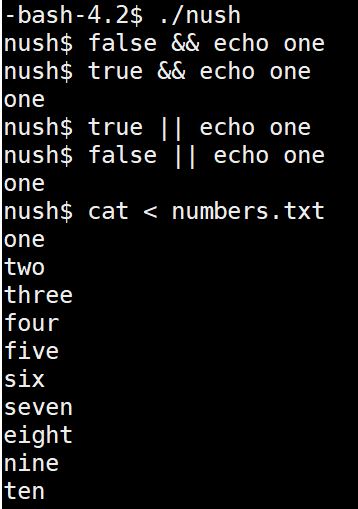 -bash-4.2$ ./nush
nush$ false && echo one
nush$ true && echo one
one
nush$ true || echo one
nush$ false || echo one
one
nush$ cat < numbers.txt
one
two
three
four
five
six
seven
eight
nine
ten